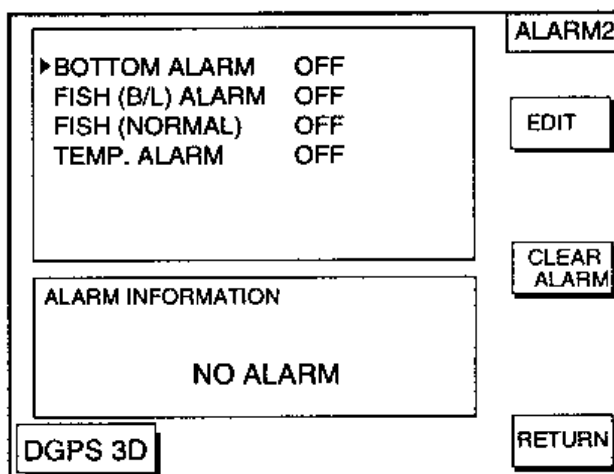 ALARM2
▶BOTTOM ALARM OFF
FISH (B/L) ALARM OFF
FISH (NORMAL) OFF
TEMP. ALARM OFF
EDIT
CLEAR
ALARM
ALARM INFORMATION
NO ALARM
DGPS 3D
RETURN